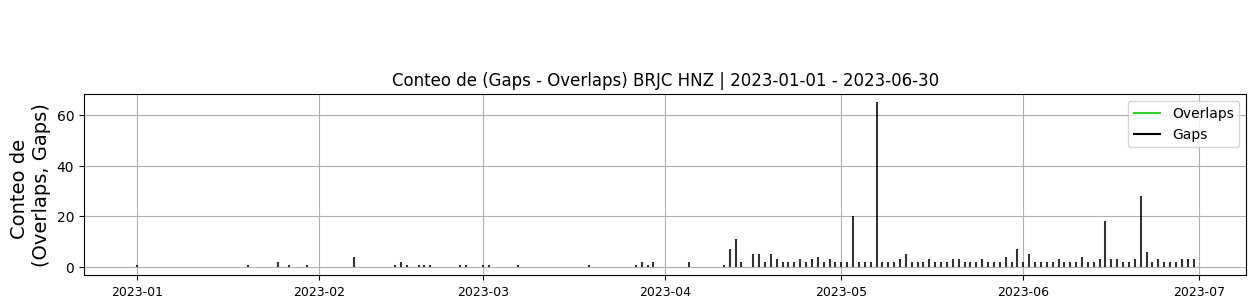 Conteo de (Gaps - Overlaps) BRJC HNZ | 2023-01-01 - 2023-06-30
Conteo de
(Overlaps, Gaps)
60
40
20
0
Overlaps
Gaps
2023-01
2023-02
2023-03
2023-04
2023-05
2023-06
2023-07